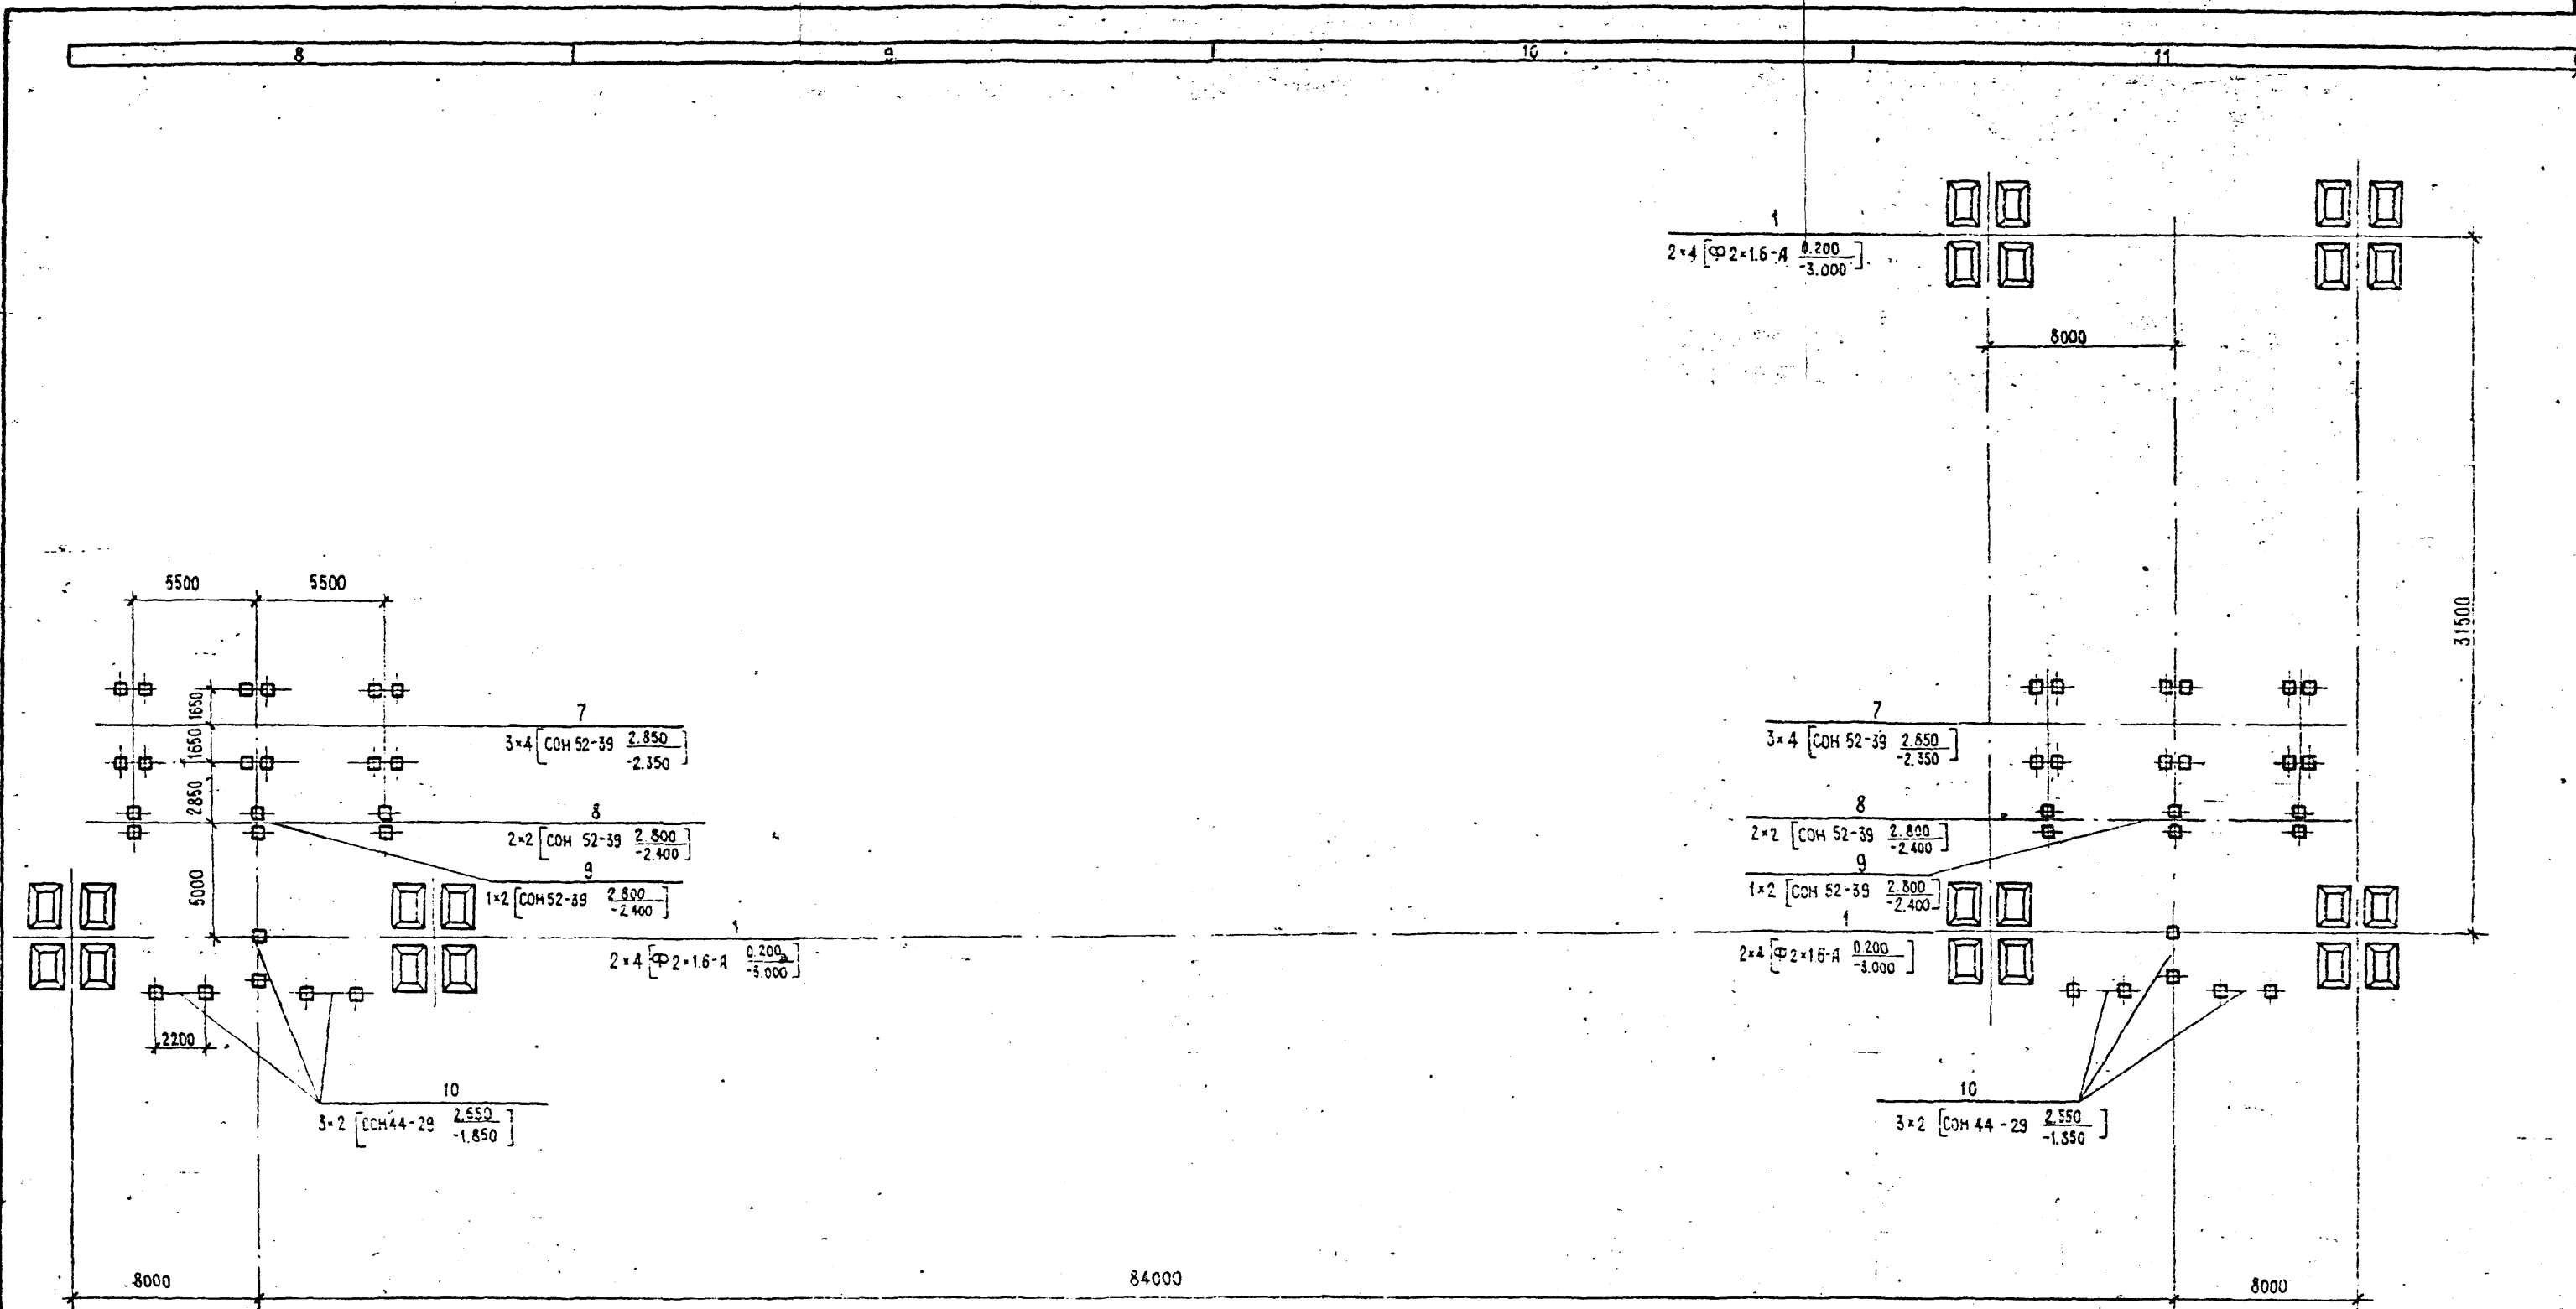 8 9 10 11
1
2×4 [Ф2×1.6-А 0.200
-3.000]
8000
31500
5500 5500
1650
1650
2850
5000
7
3×4 [СОН 52-39 2.850
-2.350]
8
2×2 [СОН 52-39 2.800
-2.400]
9
1×2 [СОН 52-39 2.800
-2.400]
1
2×4 [Ф2×1.6-А 0.200
-3.000]
2200
10
3×2 [СОН 44-29 2.550
-1.850]
7
3×4 [СОН 52-39 2.850
-2.350]
8
2×2 [СОН 52-39 2.800
-2.400]
9
1×2 [СОН 52-39 2.800
-2.400]
1
2×4 [Ф2×1.6-А 0.200
-3.000]
10
3×2 [СОН 44-29 2.550
-1.850]
8000 84000 8000